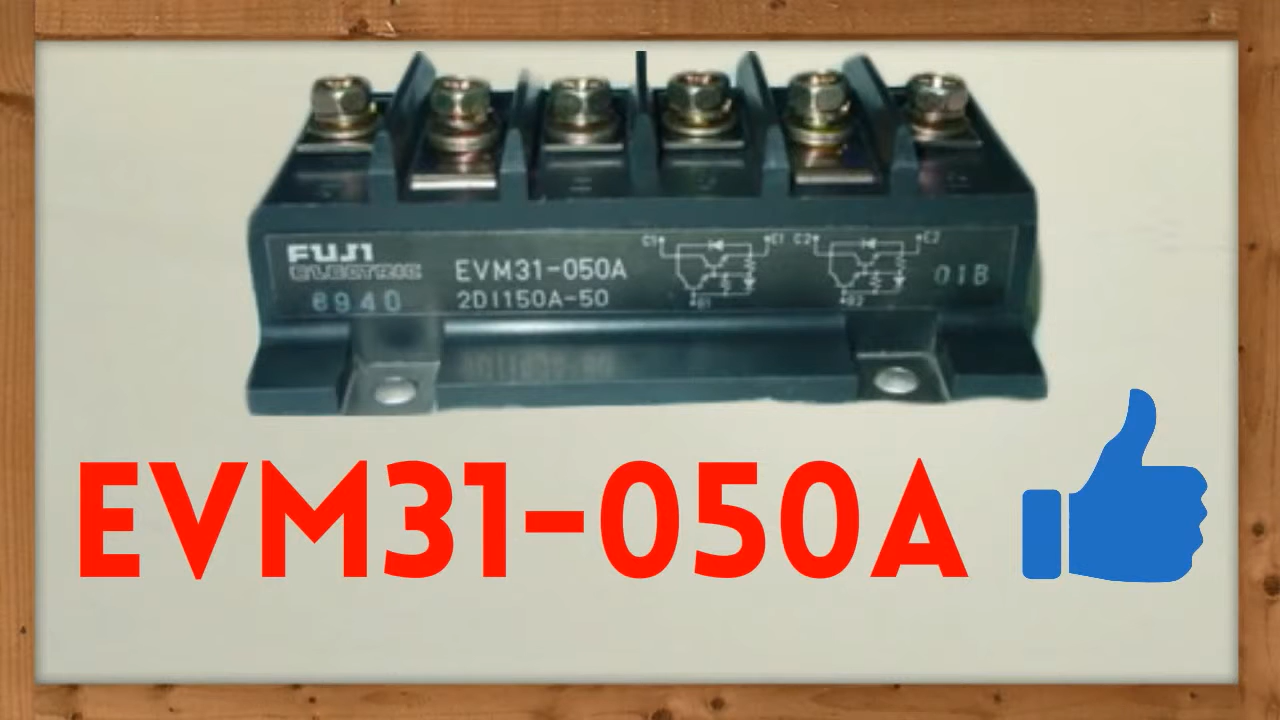 FUJI
ELECTRIC
6940
EVM31-050A
2DI150A-50
C1 E1 C2 E2
B1 B2
01B
EVM31-050A